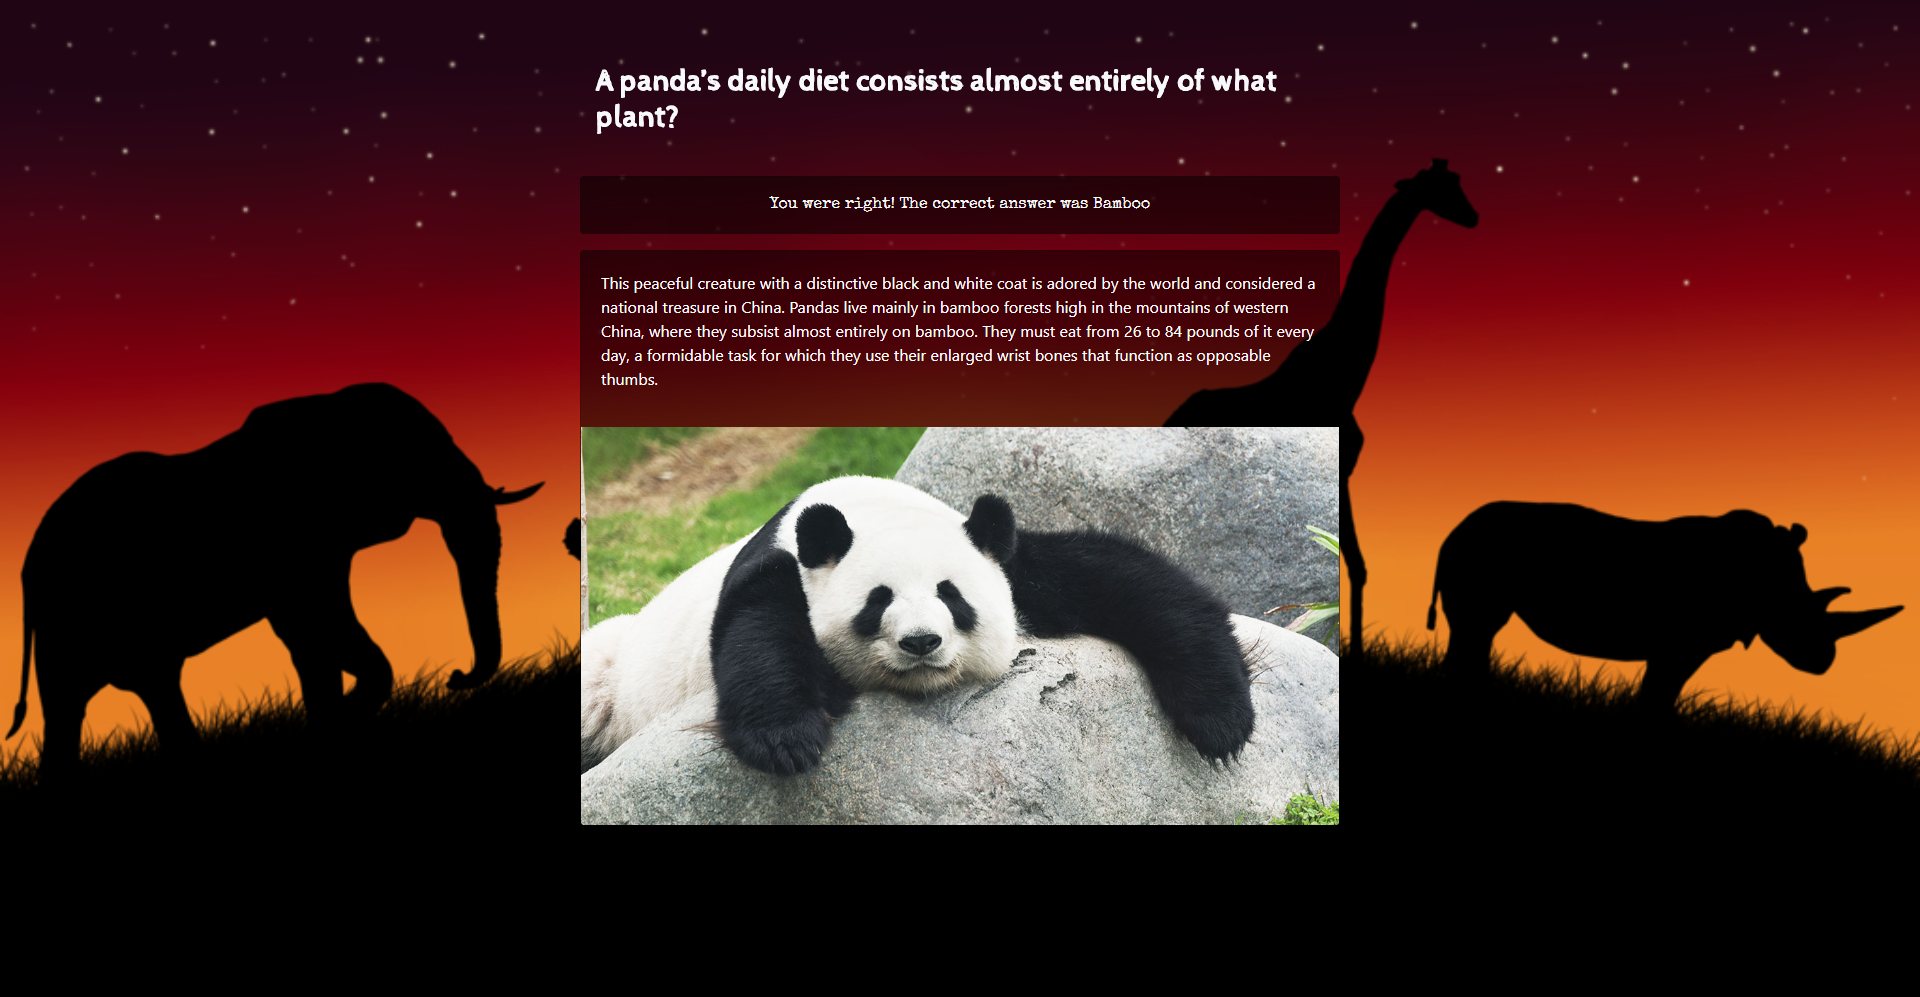 A panda’s daily diet consists almost entirely of what
plant?
You were right! The correct answer was Bamboo
This peaceful creature with a distinctive black and white coat is adored by the world and considered a
national treasure in China. Pandas live mainly in bamboo forests high in the mountains of western
China, where they subsist almost entirely on bamboo. They must eat from 26 to 84 pounds of it every
day, a formidable task for which they use their enlarged wrist bones that function as opposable
thumbs.